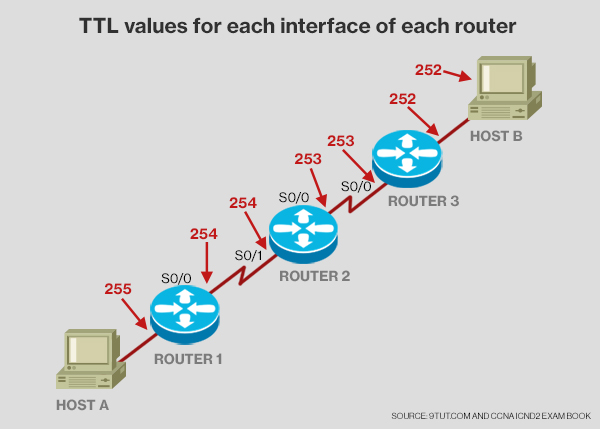 TTL values for each interface of each router
252
HOST B
252
253
253
S0/0
ROUTER 3
S0/0
254
254
S0/1
ROUTER 2
S0/0
255
ROUTER 1
HOST A
SOURCE: 9TUT.COM AND CCNA ICND2 EXAM BOOK